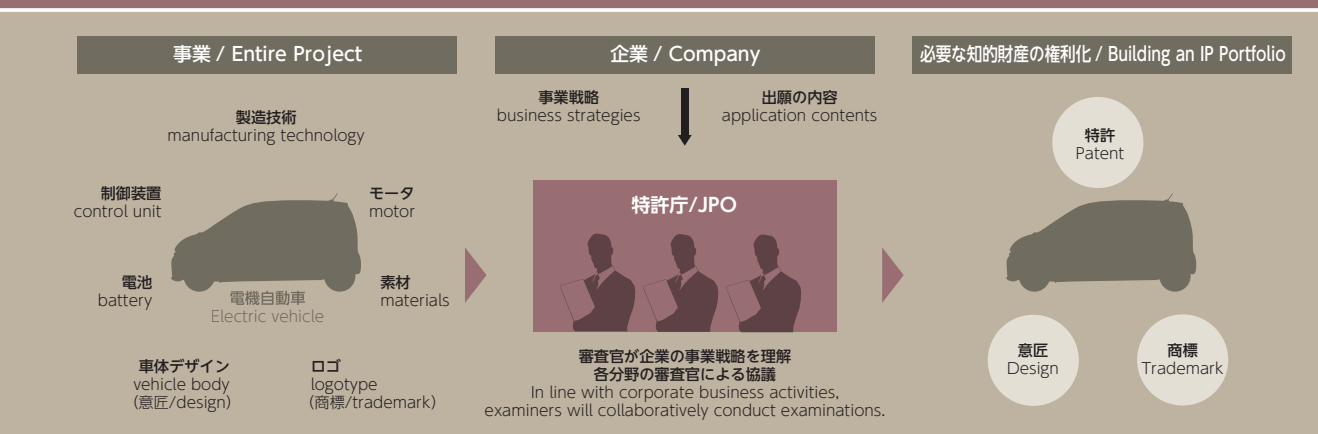 事業 / Entire Project
製造技術
manufacturing technology
制御装置
control unit
モータ
motor
電池
battery
素材
materials
電機自動車
Electric vehicle
車体デザイン
vehicle body
(意匠/design)
ロゴ
logotype
(商標/trademark)
企業 / Company
事業戦略
business strategies
出願の内容
application contents
特許庁/JPO
審査官が企業の事業戦略を理解
各分野の審査官による協議
In line with corporate business activities,
examiners will collaboratively conduct examinations.
必要な知的財産の権利化 / Building an IP Portfolio
特許
Patent
意匠
Design
商標
Trademark